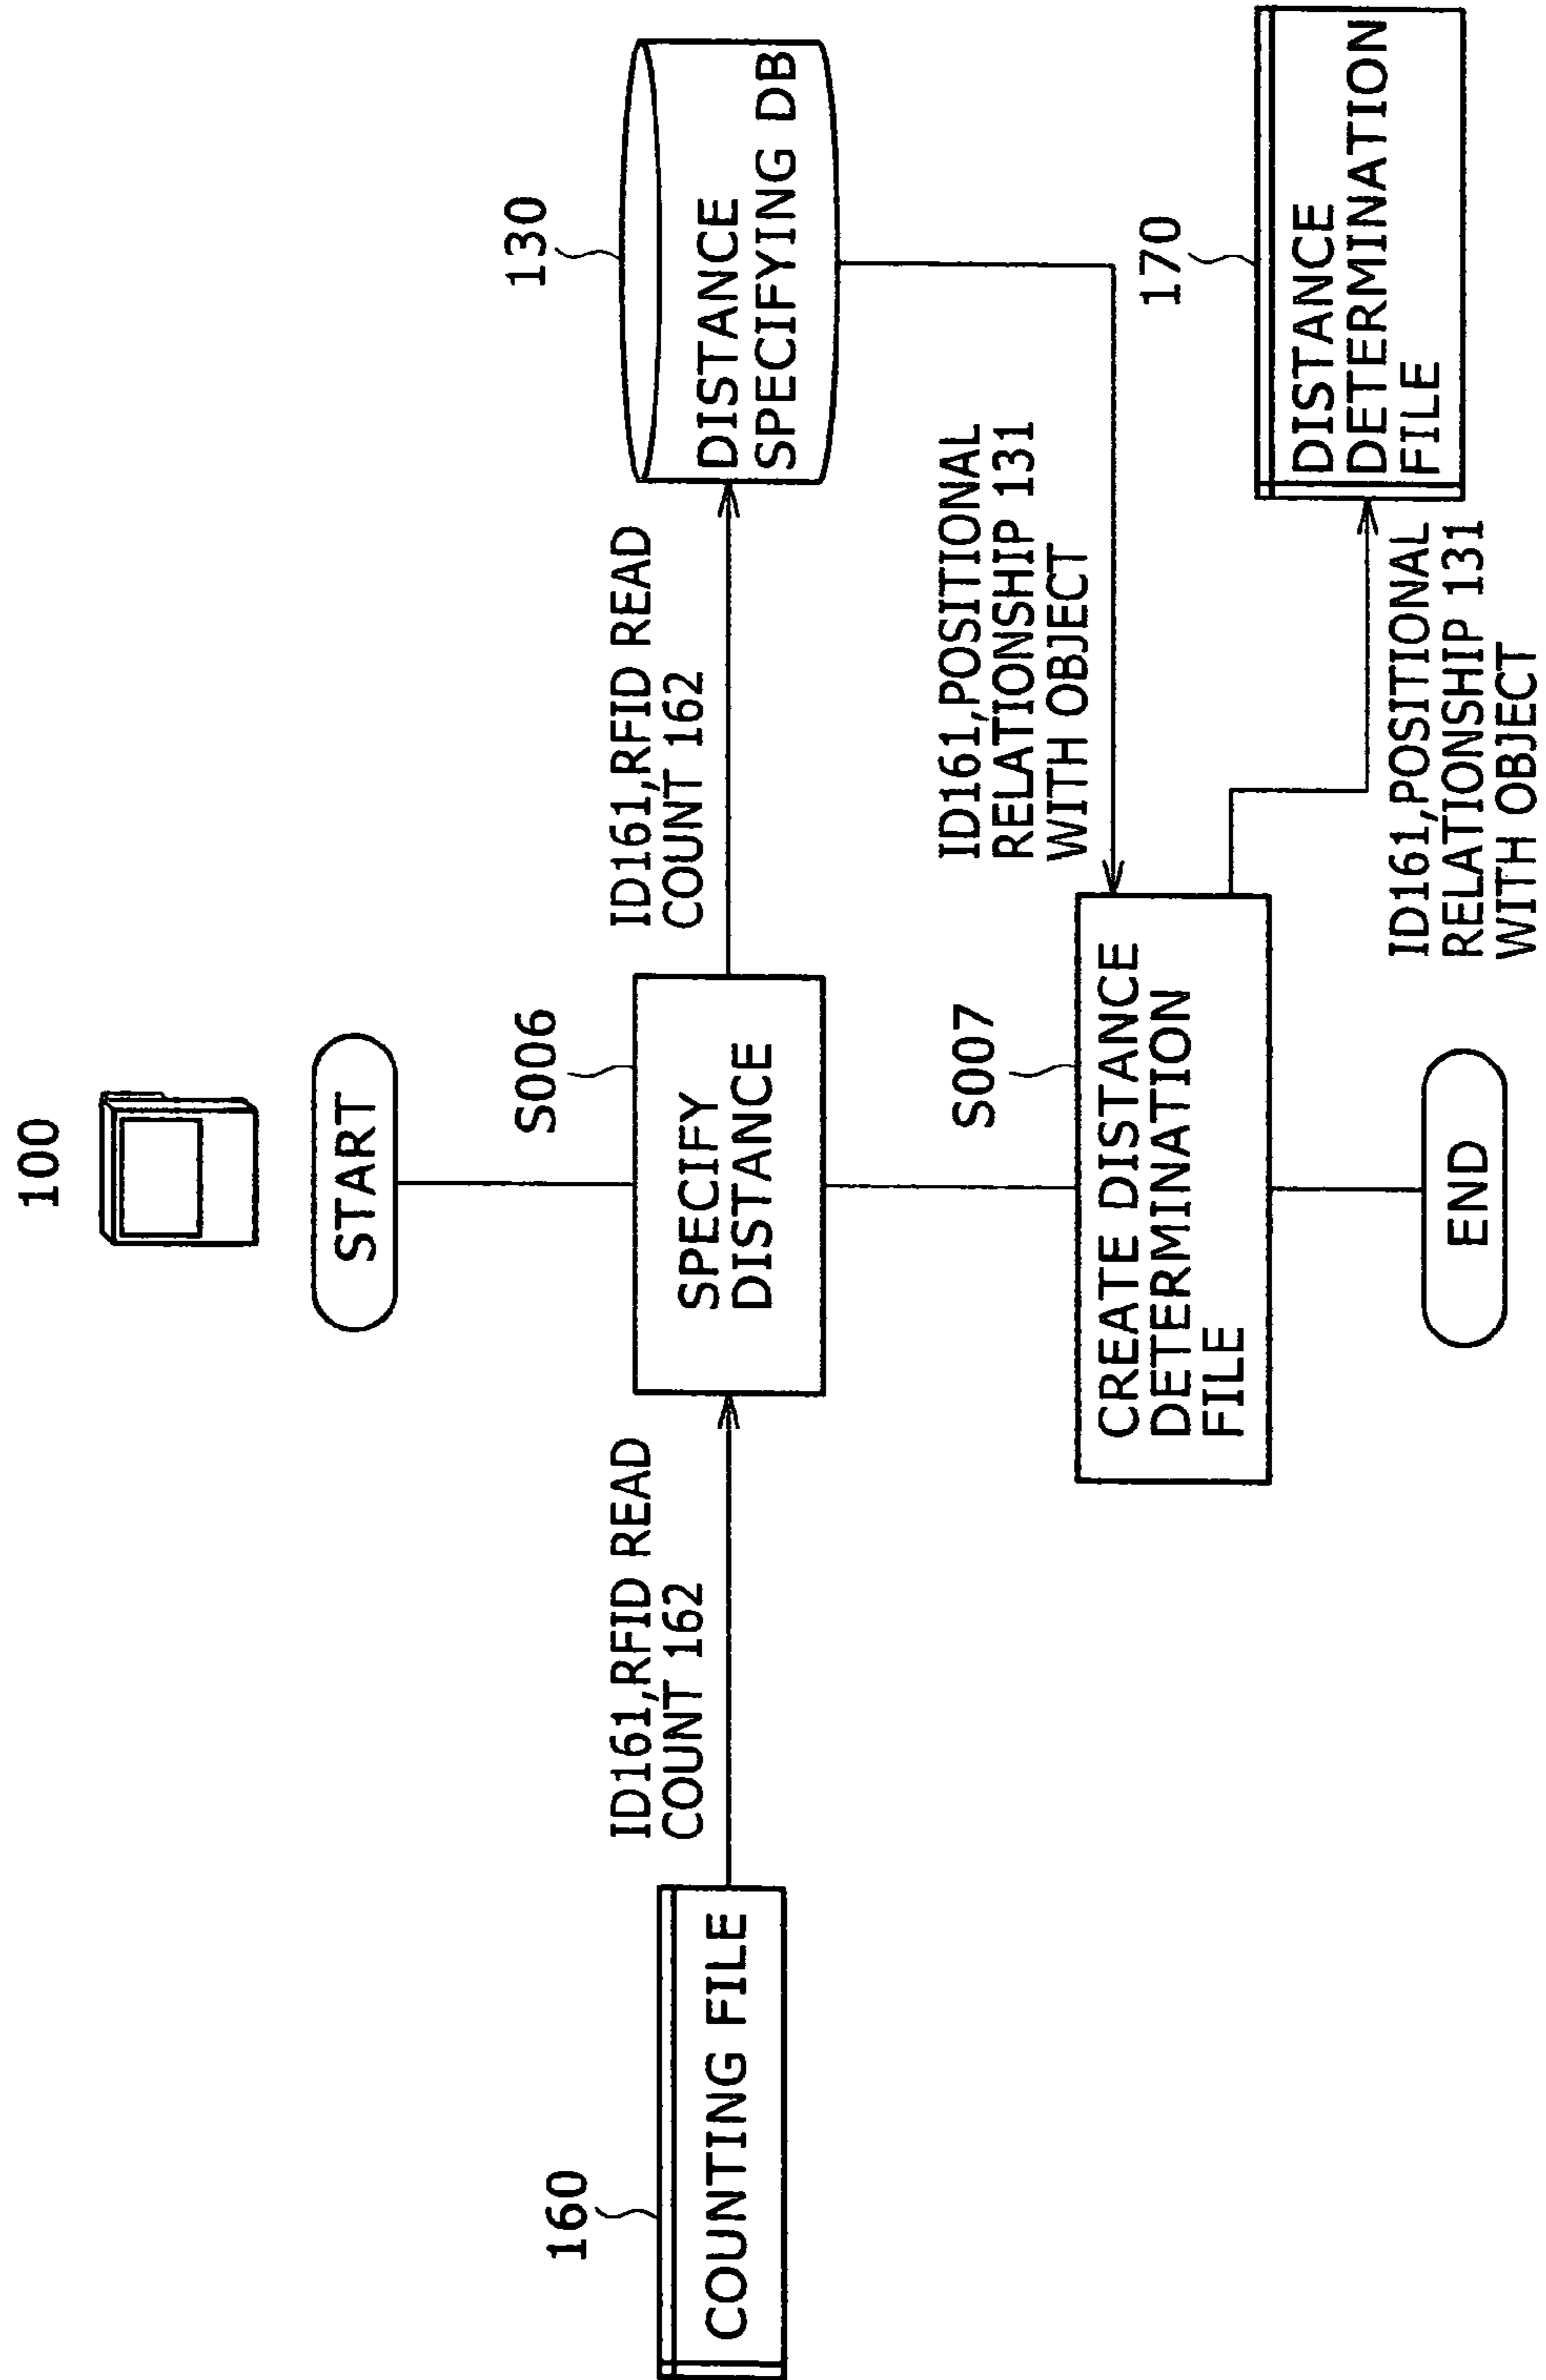 100
START
S006
SPECIFY
DISTANCE
160
COUNTING FILE
ID161,RFID READ
COUNT 162
ID161,RFID READ
COUNT 162
130
DISTANCE
SPECIFYING DB
S007
CREATE DISTANCE
DETERMINATION
FILE
ID161,POSITIONAL
RELATIONSHIP 131
WITH OBJECT
170
DISTANCE
DETERMINATION
FILE
ID161,POSITIONAL
RELATIONSHIP 131
WITH OBJECT
END